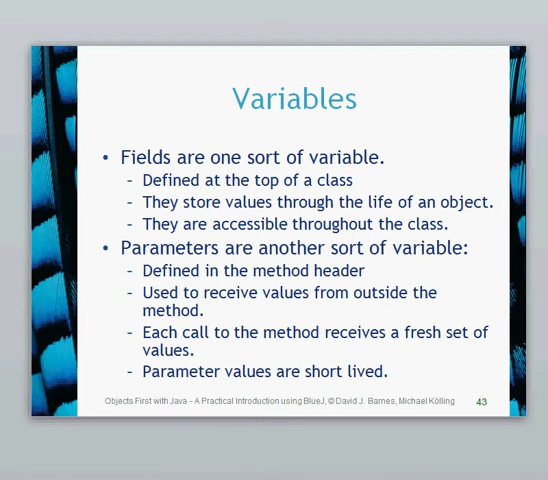 Variables
• Fields are one sort of variable.
- Defined at the top of a class
- They store values through the life of an object.
- They are accessible throughout the class.
• Parameters are another sort of variable:
- Defined in the method header
- Used to receive values from outside the
method.
- Each call to the method receives a fresh set of
values.
- Parameter values are short lived.
Objects First with Java - A Practical Introduction using BlueJ, © David J. Barnes, Michael Kölling
43